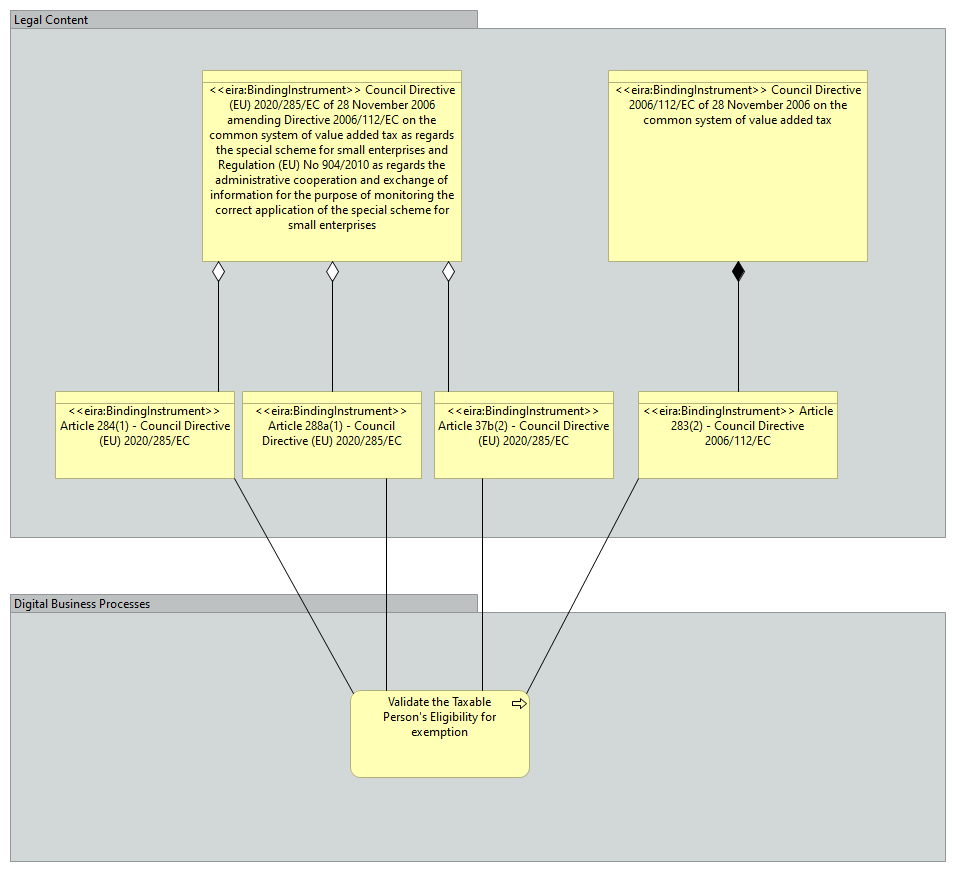 Legal Content
<<eira:BindingInstrument>> Council Directive
(EU) 2020/285/EC of 28 November 2006
amending Directive 2006/112/EC on the
common system of value added tax as regards
the special scheme for small enterprises and
Regulation (EU) No 904/2010 as regards the
administrative cooperation and exchange of
information for the purpose of monitoring the
correct application of the special scheme for
small enterprises
<<eira:BindingInstrument>> Council Directive
2006/112/EC of 28 November 2006 on the
common system of value added tax
<<eira:BindingInstrument>>
Article 284(1) - Council Directive
(EU) 2020/285/EC
<<eira:BindingInstrument>>
Article 288a(1) - Council
Directive (EU) 2020/285/EC
<<eira:BindingInstrument>>
Article 37b(2) - Council Directive
(EU) 2020/285/EC
<<eira:BindingInstrument>> Article
283(2) - Council Directive
2006/112/EC
Digital Business Processes
Validate the Taxable
Person's Eligibility for
exemption